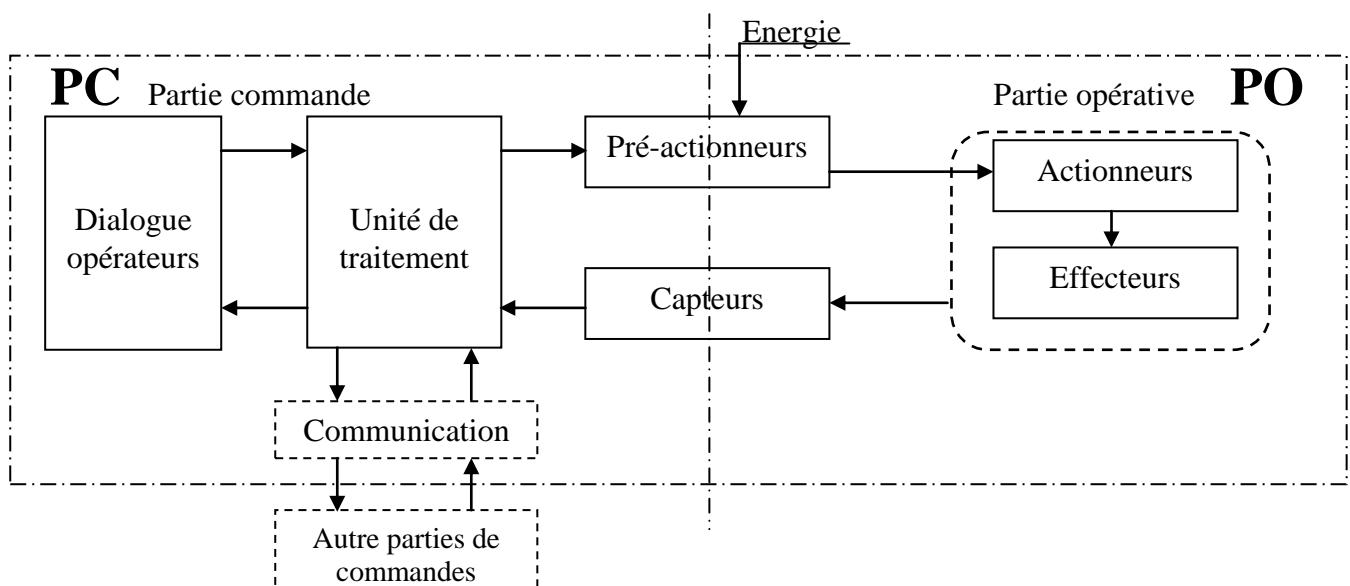 Energie
PC Partie commande
Partie opérative PO
Dialogue
opérateurs
Unité de
traitement
Pré-actionneurs
Capteurs
Actionneurs
Effecteurs
Communication
Autre parties de
commandes